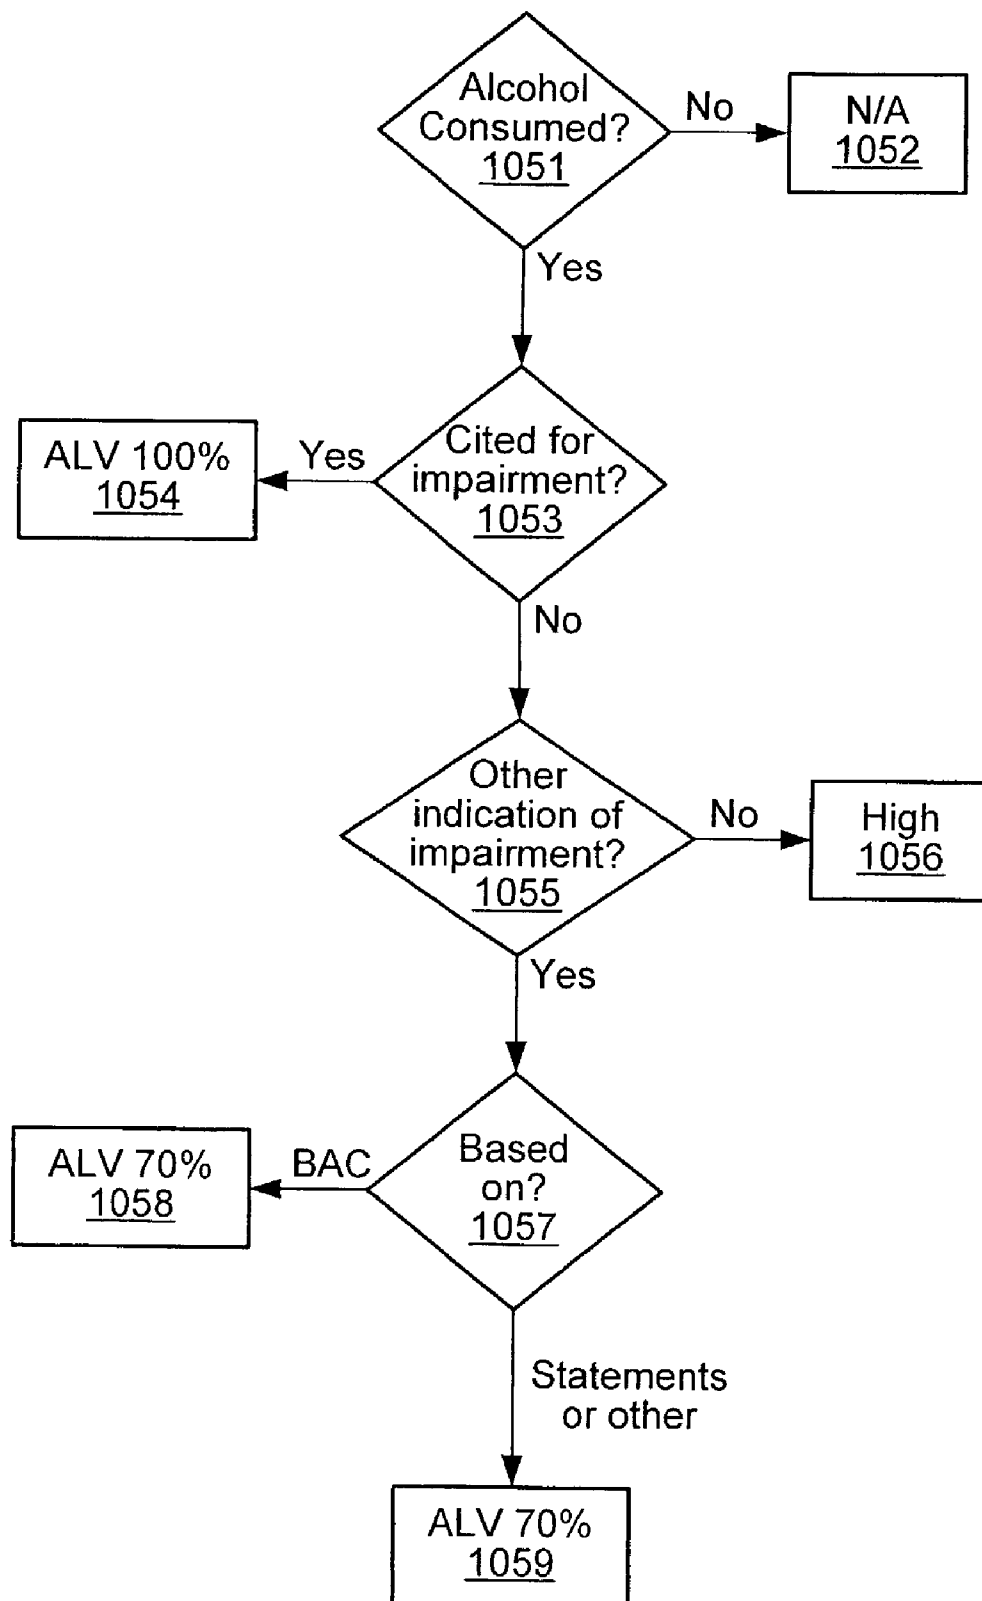 Alcohol
Consumed?
1051
No
N/A
1052
Yes
Cited for
impairment?
1053
Yes
ALV 100%
1054
No
Other
indication of
impairment?
1055
No
High
1056
Yes
Based
on?
1057
BAC
ALV 70%
1058
Statements
or other
ALV 70%
1059